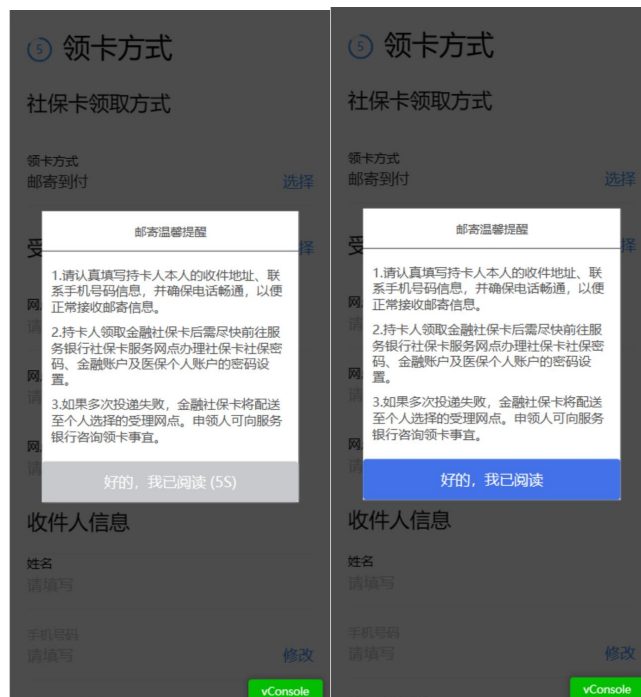 5 领卡方式
社保卡领取方式
领卡方式
邮寄到付
选择
邮寄温馨提醒
受
择
1.请认真填写持卡人本人的收件地址、联
系手机号码信息，并确保电话畅通，以便
正常接收邮寄信息。
网
请
2.持卡人领取金融社保卡后需尽快前往服
务银行社保卡服务网点办理社保卡社保密
码、金融账户及医保个人账户的密码设
置。
网
请
3.如果多次投递失败，金融社保卡将配送
至个人选择的受理网点。申领人可向服务
银行咨询领卡事宜。
网
请
好的，我已阅读 (5S)
收件人信息
姓名
请填写
手机号码
请填写
修改
vConsole
5 领卡方式
社保卡领取方式
领卡方式
邮寄到付
选择
邮寄温馨提醒
受
择
1.请认真填写持卡人本人的收件地址、联
系手机号码信息，并确保电话畅通，以便
正常接收邮寄信息。
网
请
2.持卡人领取金融社保卡后需尽快前往服
务银行社保卡服务网点办理社保卡社保密
码、金融账户及医保个人账户的密码设
置。
网
请
3.如果多次投递失败，金融社保卡将配送
至个人选择的受理网点。申领人可向服务
银行咨询领卡事宜。
网
请
好的，我已阅读
收件人信息
姓名
请填写
手机号码
请填写
修改
vConsole